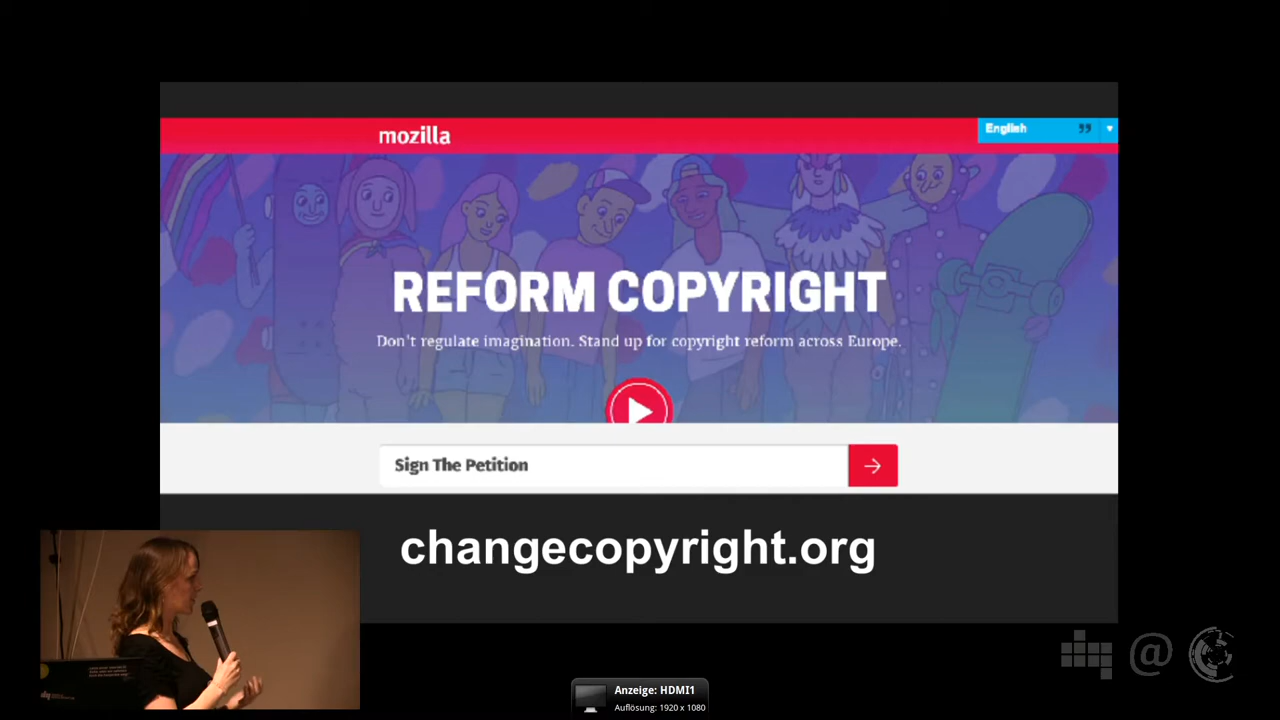 mozilla
English
REFORM COPYRIGHT
Don't regulate imagination. Stand up for copyright reform across Europe.
Sign The Petition
changecopyright.org
@
Anzeige: HDMI1
Auflösung: 1920 x 1080